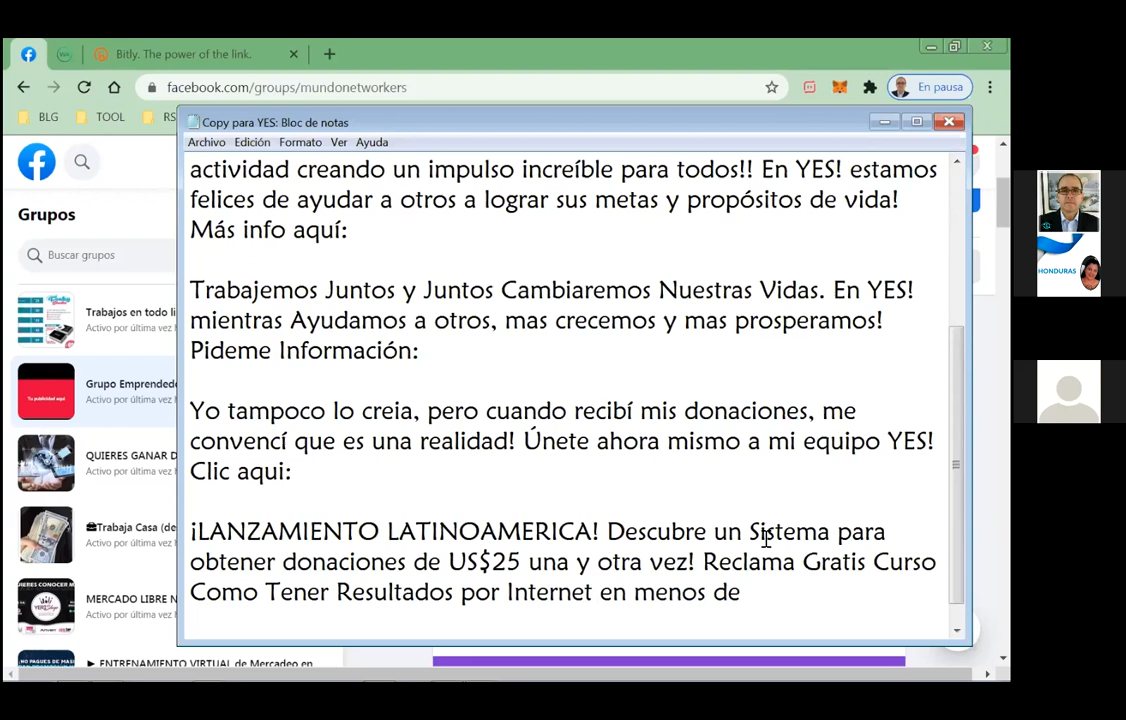 Bitly. The power of the link.
facebook.com/groups/mundonetworkers
En pausa
BLG
TOOL
RS
Copy para YES: Bloc de notas
Archivo Edición Formato Ver Ayuda
actividad creando un impulso increíble para todos!! En YES! estamos
felices de ayudar a otros a lograr sus metas y propósitos de vida!
Más info aquí:
Trabajemos Juntos y Juntos Cambiaremos Nuestras Vidas. En YES!
mientras Ayudamos a otros, mas crecemos y mas prosperamos!
Pideme Información:
Yo tampoco lo creia, pero cuando recibí mis donaciones, me
convencí que es una realidad! Únete ahora mismo a mi equipo YES!
Clic aqui:
¡LANZAMIENTO LATINOAMERICA! Descubre un Sistema para
obtener donaciones de US$25 una y otra vez! Reclama Gratis Curso
Como Tener Resultados por Internet en menos de
Grupos
Buscar grupos
Trabajos en todo li
Activo por última vez h
Grupo Emprendede
Activo por última vez h
Tu publicidad aquí
QUIERES GANAR D
Activo por última vez h
Trabaja Casa (de
Activo por última vez h
MERCADO LIBRE N
Activo por última vez h
► ENTRENAMIENTO VIRTUAL de Mercadeo en
HONDURAS